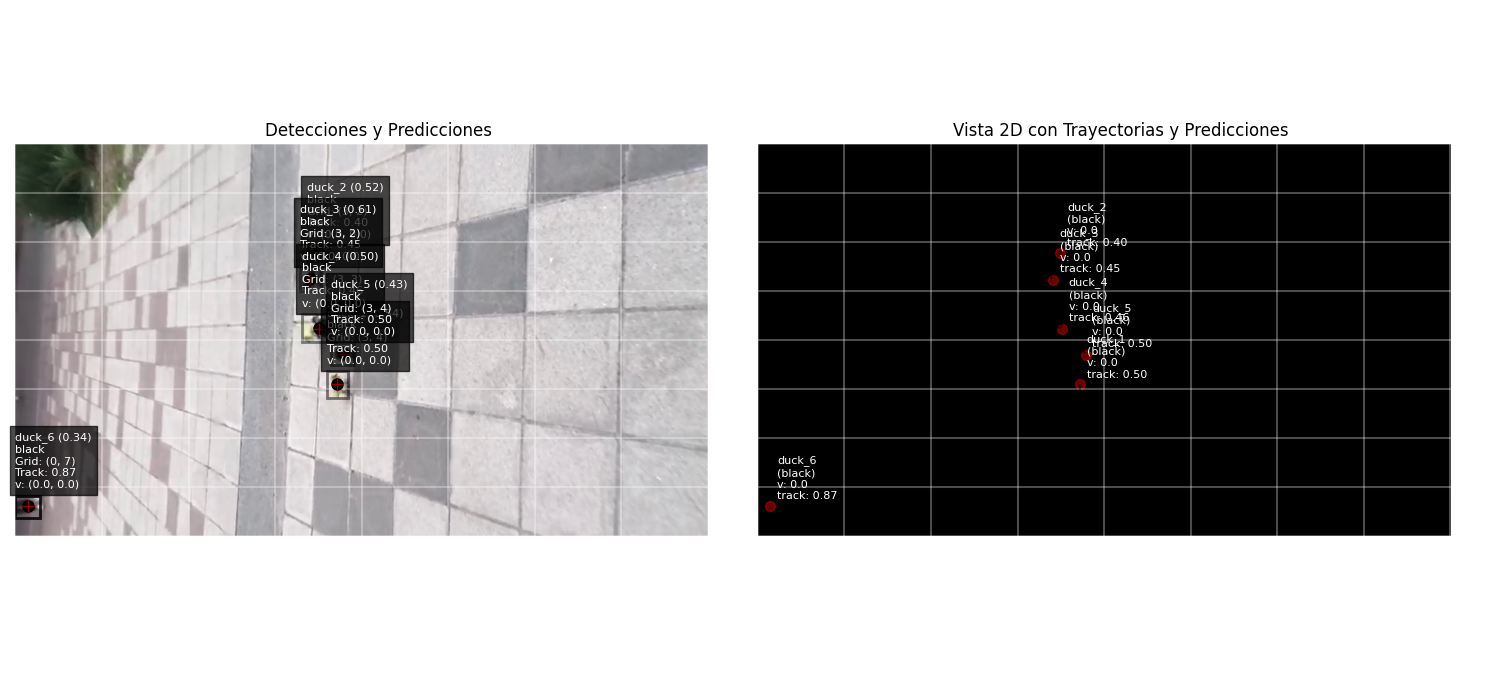 Detecciones y Predicciones
duck_2 (0.52)
black
0.40
duck_3 (0.61)
black
Grid: (3, 2)
Track: 0.45
duck_4 (0.50)
black
Grid: (3, 3)
Trac
v: (0
duck_5 (0.43)
black
Grid: (3, 4)
Track: 0.50
v: (0.0, 0.0)
Grid: (3, 4)
Track: 0.50
v: (0.0, 0.0)
duck_6 (0.34)
black
Grid: (0, 7)
Track: 0.87
v: (0.0, 0.0)
Vista 2D con Trayectorias y Predicciones
duck_2
(black)
v: 0.0
track: 0.40
duck_3
(black)
v: 0.0
track: 0.45
duck_4
(black)
v: 0.0
track: 0.46
duck_5
(black)
v: 0.0
track: 0.50
duck_1
(black)
v: 0.0
track: 0.50
duck_6
(black)
v: 0.0
track: 0.87